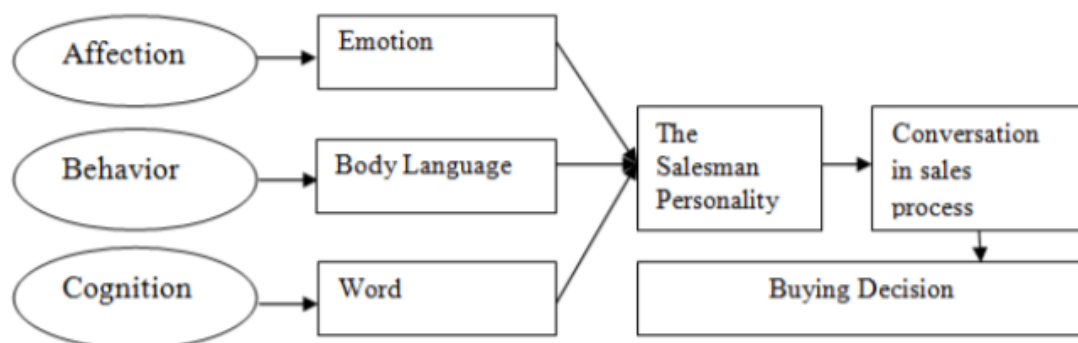 Affection
Emotion
Behavior
Body Language
Cognition
Word
The
Salesman
Personality
Conversation
in sales
process
Buying Decision